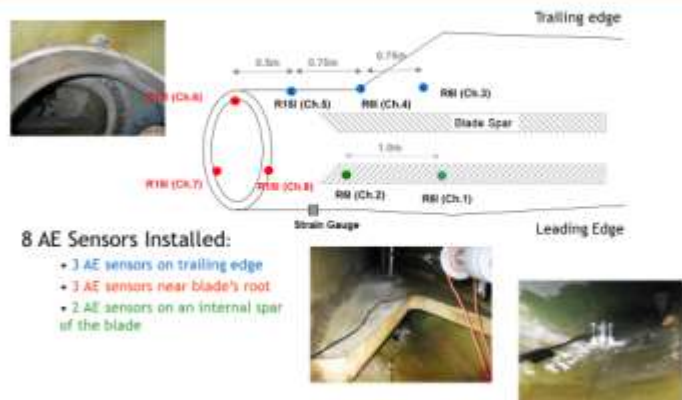 Trailing edge
0.5m
0.75m
0.75m
R15I (Ch.6)
R15I (Ch.5)
R6I (Ch.4)
R6I (Ch.3)
Blade Spar
1.0m
R15I (Ch.7)
R15I (Ch.8)
R6I (Ch.2)
R6I (Ch.1)
Strain Gauge
Leading Edge
8 AE Sensors Installed:
• 3 AE sensors on trailing edge
• 3 AE sensors near blade's root
• 2 AE sensors on an internal spar
of the blade